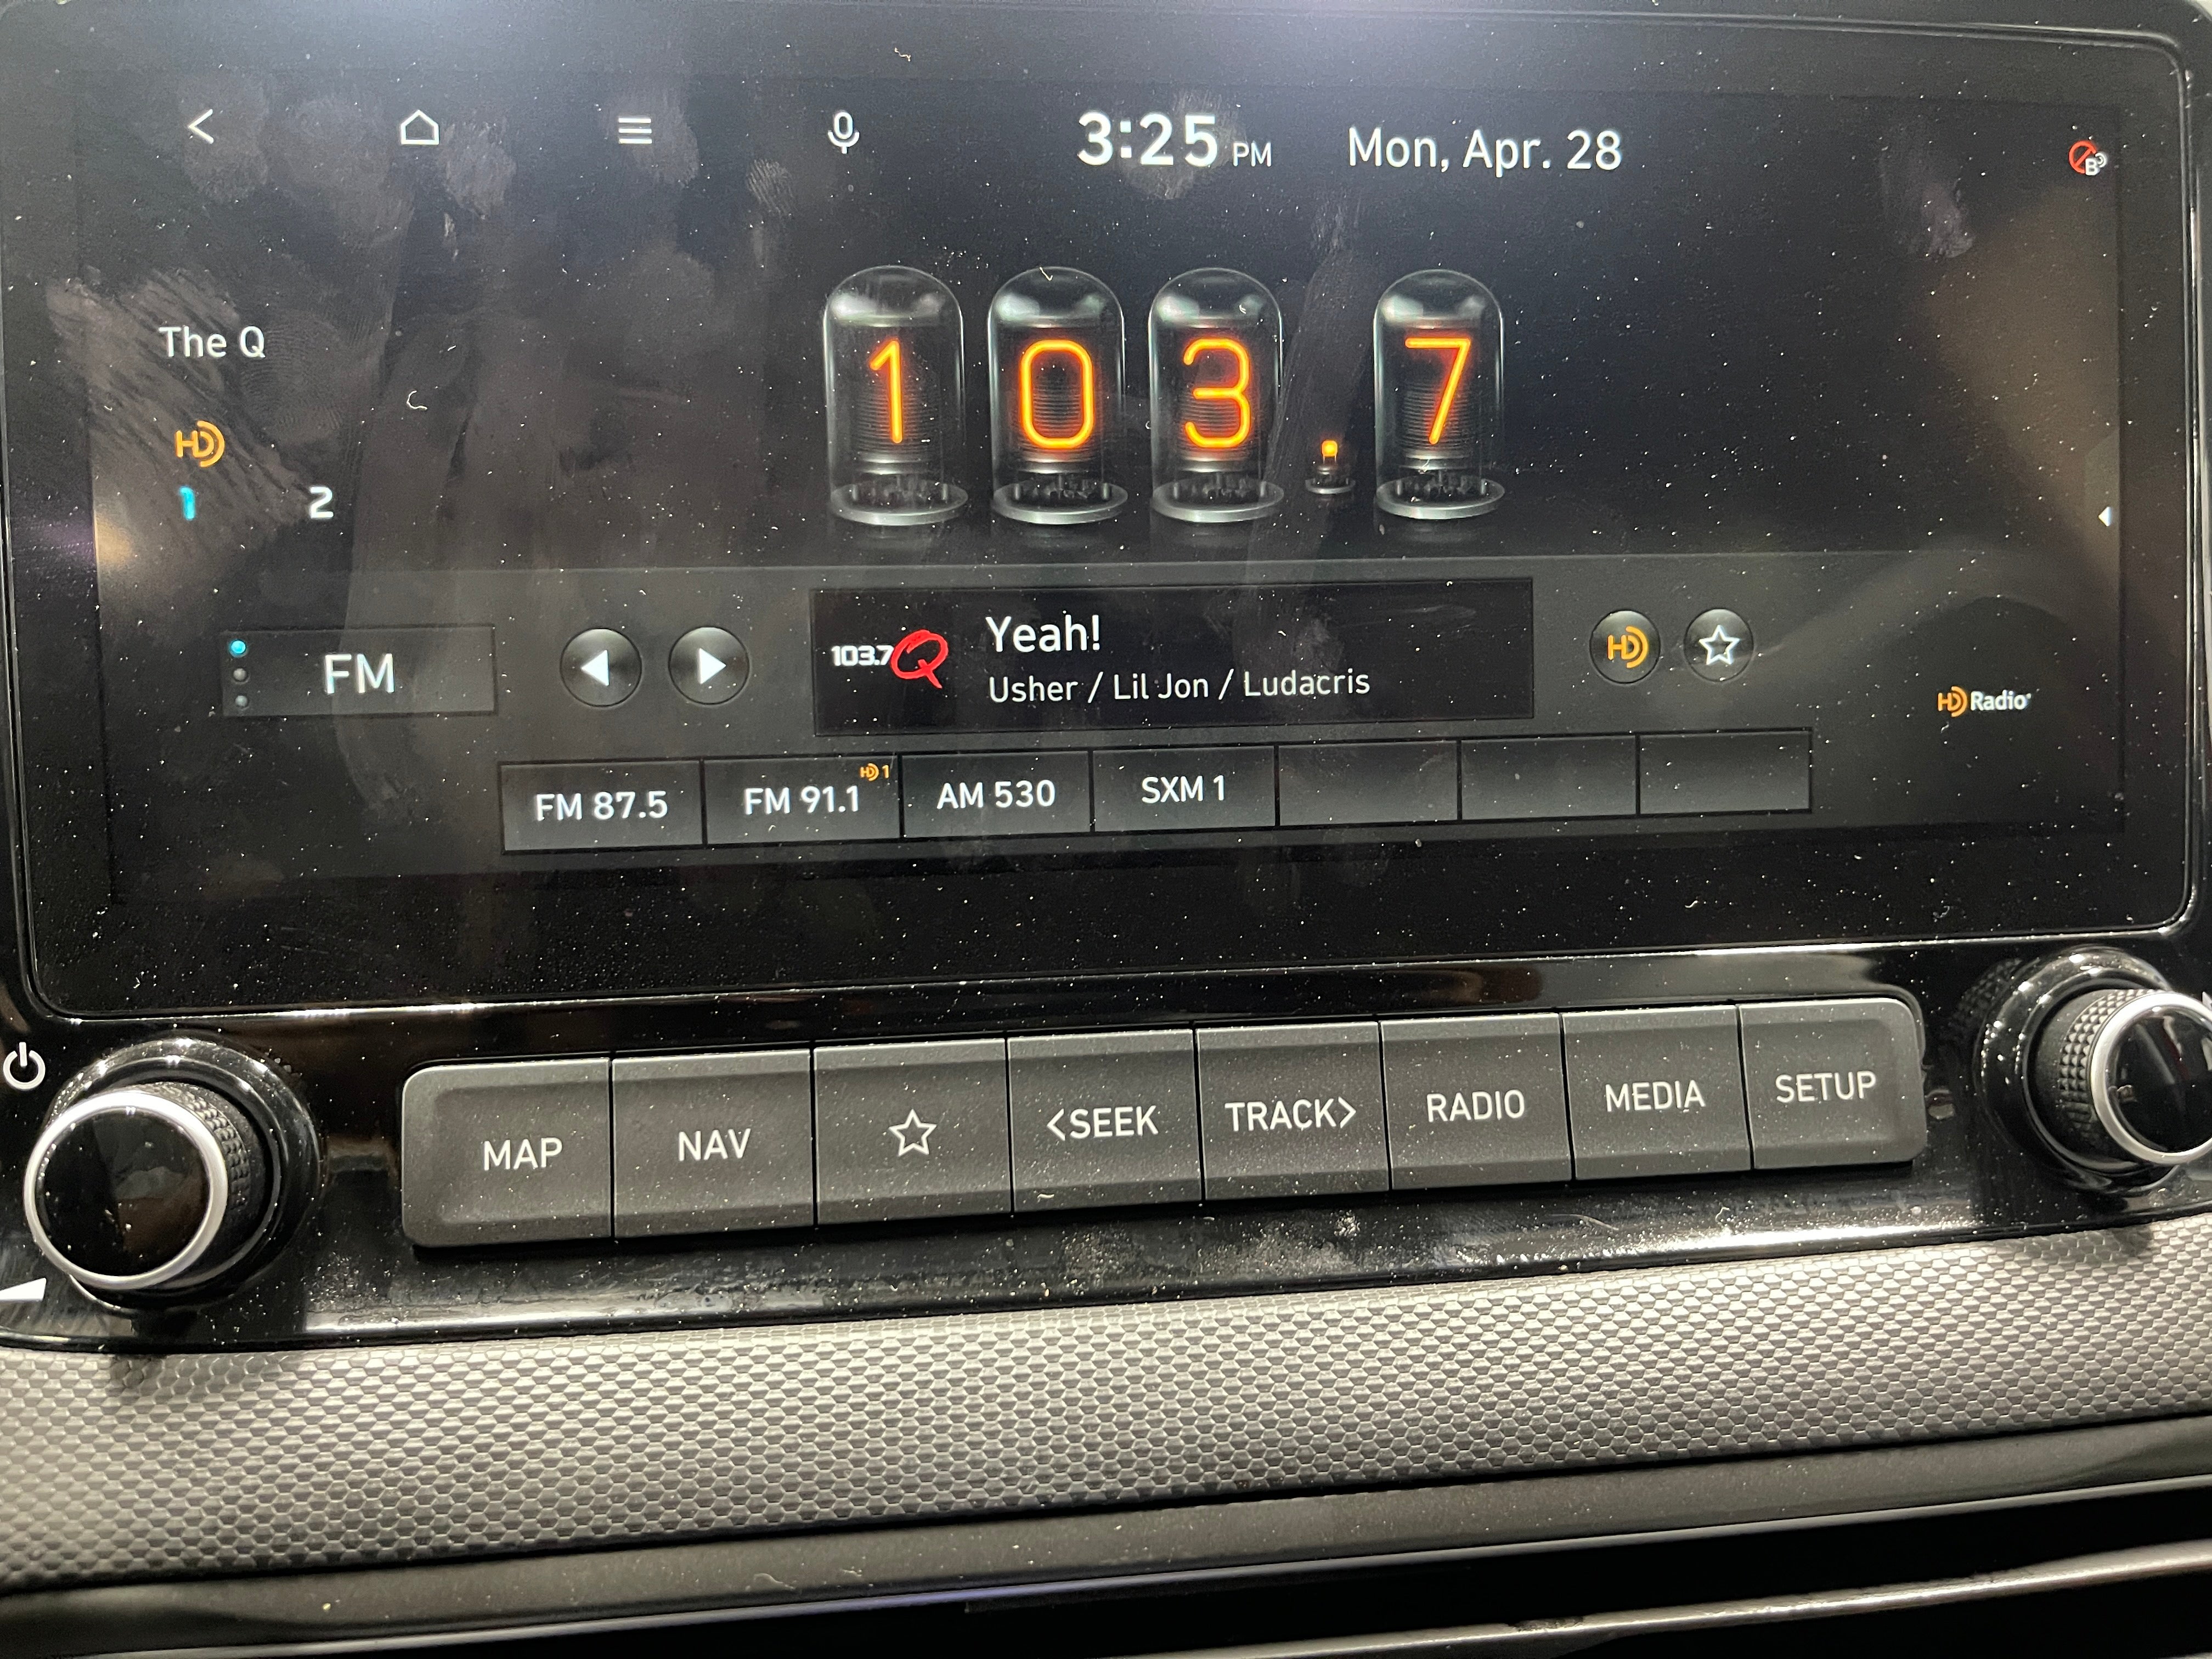 3:25 PM Mon, Apr. 28
The Q
103.7
HD
1 2
FM
103.7 Q
Yeah!
Usher / Lil Jon / Ludacris
HD
HD Radio
FM 87.5
FM 91.1 HD 1
AM 530
SXM 1
MAP
NAV
<SEEK
TRACK>
RADIO
MEDIA
SETUP